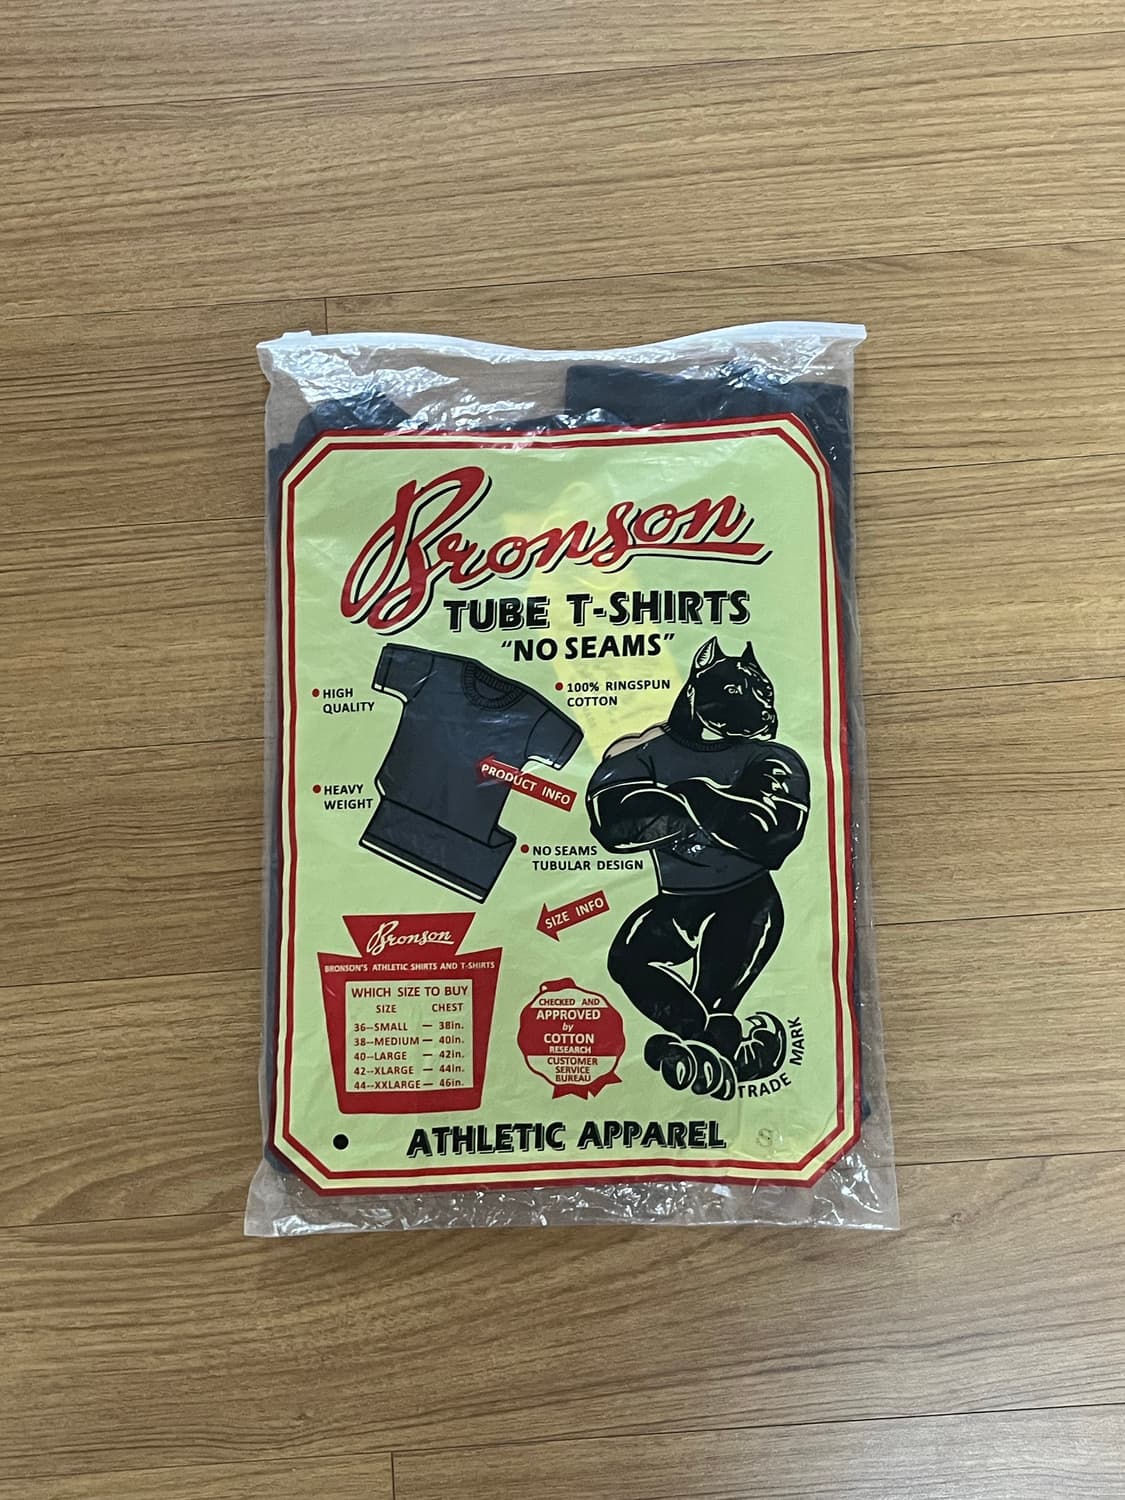 Bronson
TUBE T-SHIRTS
"NO SEAMS"
HIGH
QUALITY
100% RINGSPUN
COTTON
PRODUCT INFO
HEAVY
WEIGHT
NO SEAMS
TUBULAR DESIGN
SIZE INFO
Bronson
BRONSON'S ATHLETIC SHIRTS AND T-SHIRTS
WHICH SIZE TO BUY
SIZE CHEST
36--SMALL — 38in.
38--MEDIUM — 40in.
40--LARGE — 42in.
42--XLARGE — 44in.
44--XXLARGE — 46in.
CHECKED AND
APPROVED
by
COTTON
RESEARCH
CUSTOMER
SERVICE
BUREAU
TRADE MARK
ATHLETIC APPAREL
S